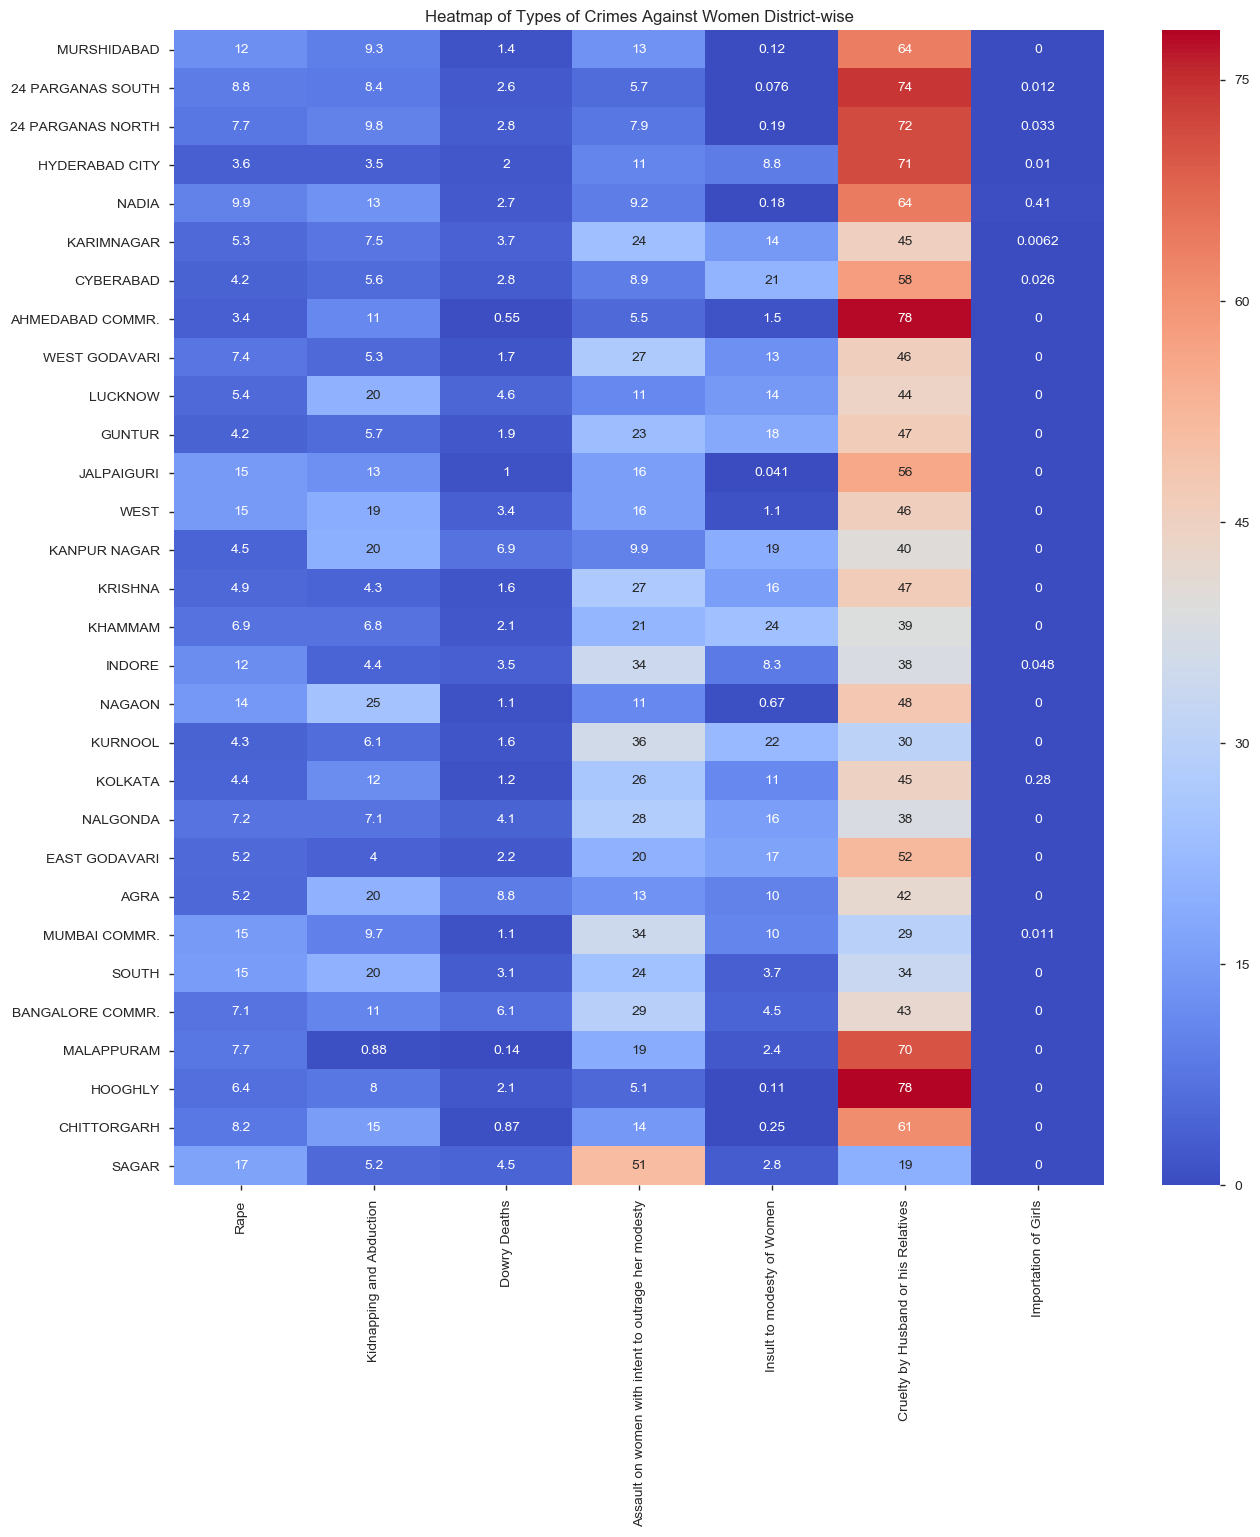 Heatmap of Types of Crimes Against Women District-wise
MURSHIDABAD 12 9.3 1.4 13 0.12 64 0
24 PARGANAS SOUTH 8.8 8.4 2.6 5.7 0.076 74 0.012
24 PARGANAS NORTH 7.7 9.8 2.8 7.9 0.19 72 0.033
HYDERABAD CITY 3.6 3.5 2 11 8.8 71 0.01
NADIA 9.9 13 2.7 9.2 0.18 64 0.41
KARIMNAGAR 5.3 7.5 3.7 24 14 45 0.0062
CYBERABAD 4.2 5.6 2.8 8.9 21 58 0.026
AHMEDABAD COMMR. 3.4 11 0.55 5.5 1.5 78 0
WEST GODAVARI 7.4 5.3 1.7 27 13 46 0
LUCKNOW 5.4 20 4.6 11 14 44 0
GUNTUR 4.2 5.7 1.9 23 18 47 0
JALPAIGURI 15 13 1 16 0.041 56 0
WEST 15 19 3.4 16 1.1 46 0
KANPUR NAGAR 4.5 20 6.9 9.9 19 40 0
KRISHNA 4.9 4.3 1.6 27 16 47 0
KHAMMAM 6.9 6.8 2.1 21 24 39 0
INDORE 12 4.4 3.5 34 8.3 38 0.048
NAGAON 14 25 1.1 11 0.67 48 0
KURNOOL 4.3 6.1 1.6 36 22 30 0
KOLKATA 4.4 12 1.2 26 11 45 0.28
NALGONDA 7.2 7.1 4.1 28 16 38 0
EAST GODAVARI 5.2 4 2.2 20 17 52 0
AGRA 5.2 20 8.8 13 10 42 0
MUMBAI COMMR. 15 9.7 1.1 34 10 29 0.011
SOUTH 15 20 3.1 24 3.7 34 0
BANGALORE COMMR. 7.1 11 6.1 29 4.5 43 0
MALAPPURAM 7.7 0.88 0.14 19 2.4 70 0
HOOGHLY 6.4 8 2.1 5.1 0.11 78 0
CHITTORGARH 8.2 15 0.87 14 0.25 61 0
SAGAR 17 5.2 4.5 51 2.8 19 0
Rape
Kidnapping and Abduction
Dowry Deaths
Assault on women with intent to outrage her modesty
Insult to modesty of Women
Cruelty by Husband or his Relatives
Importation of Girls
75
60
45
30
15
0